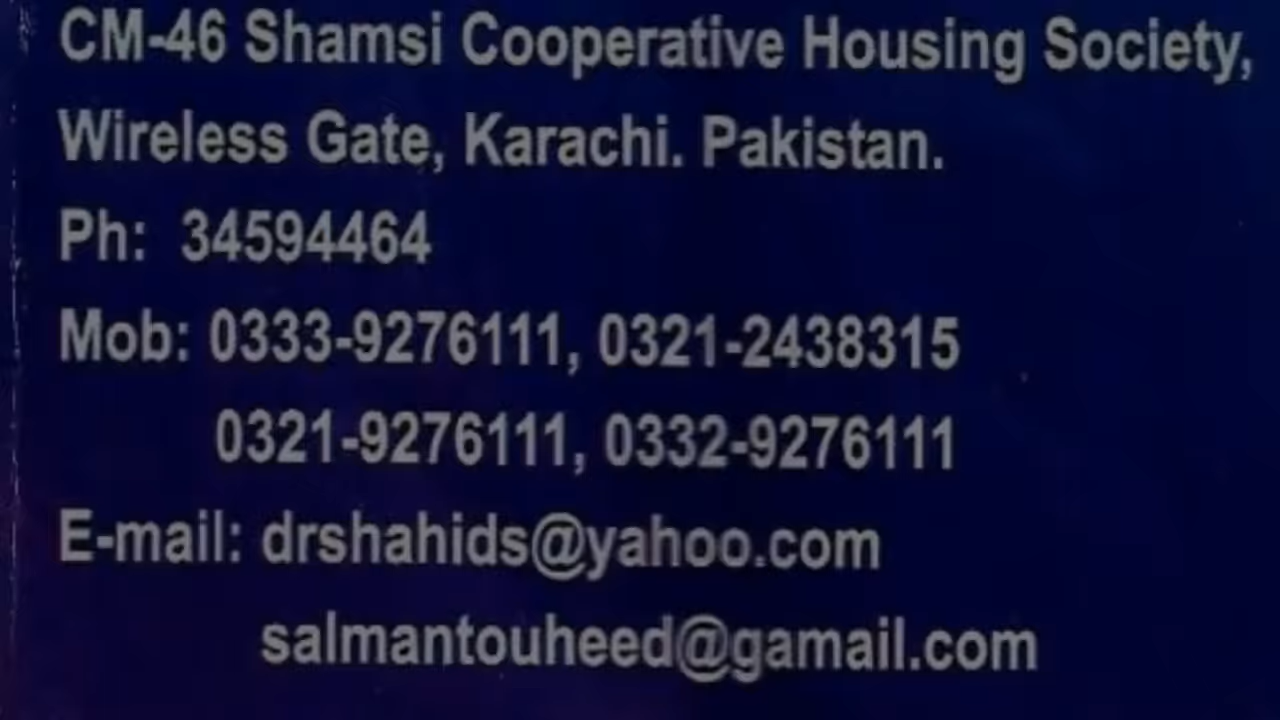 CM-46 Shamsi Cooperative Housing Society,
Wireless Gate, Karachi. Pakistan.
Ph: 34594464
Mob: 0333-9276111, 0321-2438315
0321-9276111, 0332-9276111
E-mail: drshahids@yahoo.com
salmantouheed@gamail.com